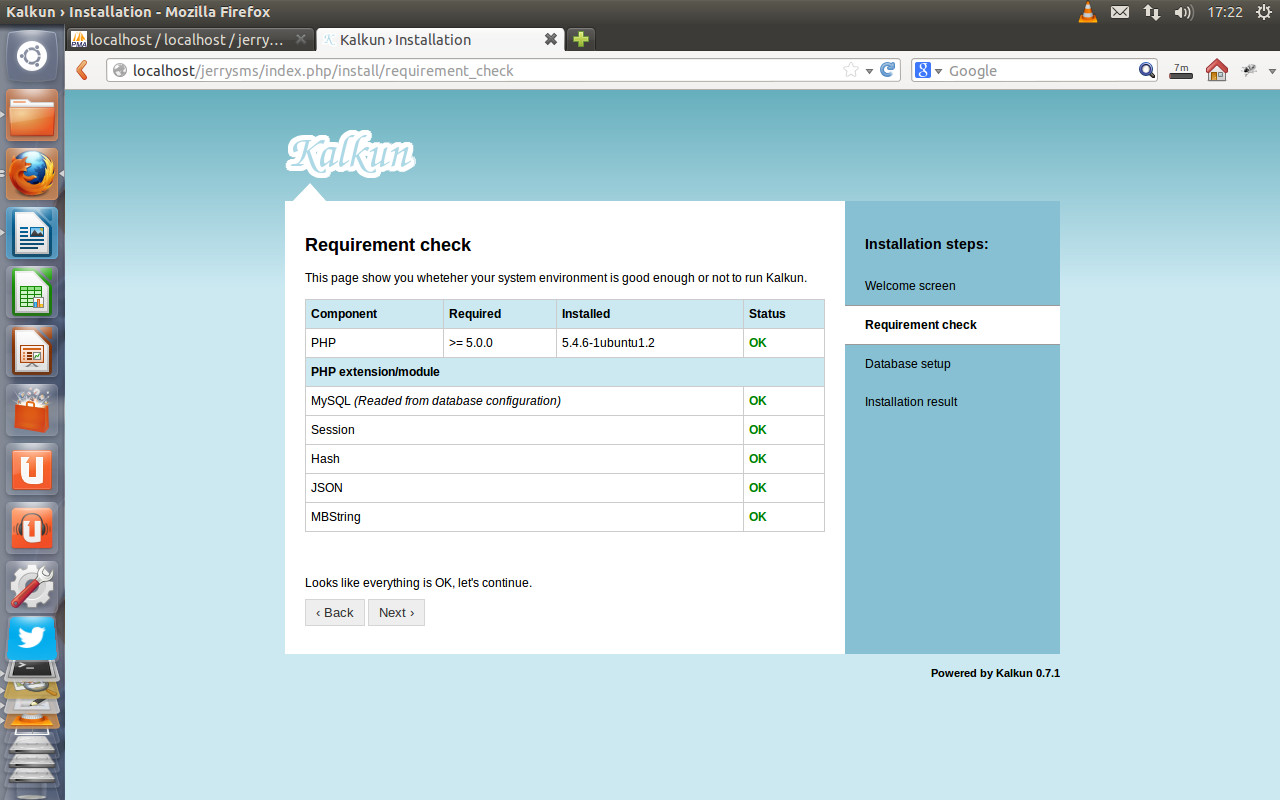 Kalkun › Installation - Mozilla Firefox
17:22
localhost / localhost / jerry...
Kalkun › Installation
localhost/jerrysms/index.php/install/requirement_check
Google
7m
Kalkun
Requirement check
This page show you wheteher your system environment is good enough or not to run Kalkun.
Component Required Installed Status
PHP >= 5.0.0 5.4.6-1ubuntu1.2 OK
PHP extension/module
MySQL (Readed from database configuration) OK
Session OK
Hash OK
JSON OK
MBString OK
Looks like everything is OK, let's continue.
‹ Back Next ›
Installation steps:
Welcome screen
Requirement check
Database setup
Installation result
Powered by Kalkun 0.7.1